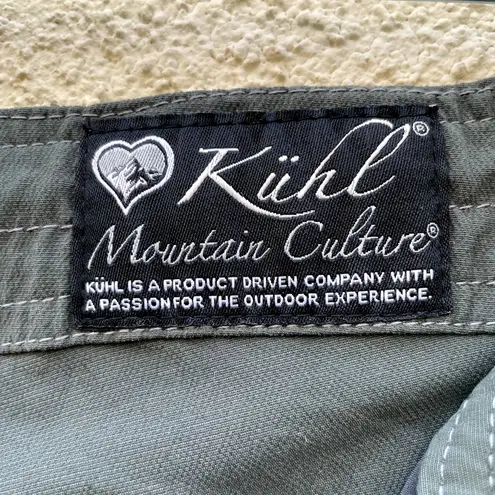 Kühl®
Mountain Culture®
KÜHL IS A PRODUCT DRIVEN COMPANY WITH
A PASSION FOR THE OUTDOOR EXPERIENCE.